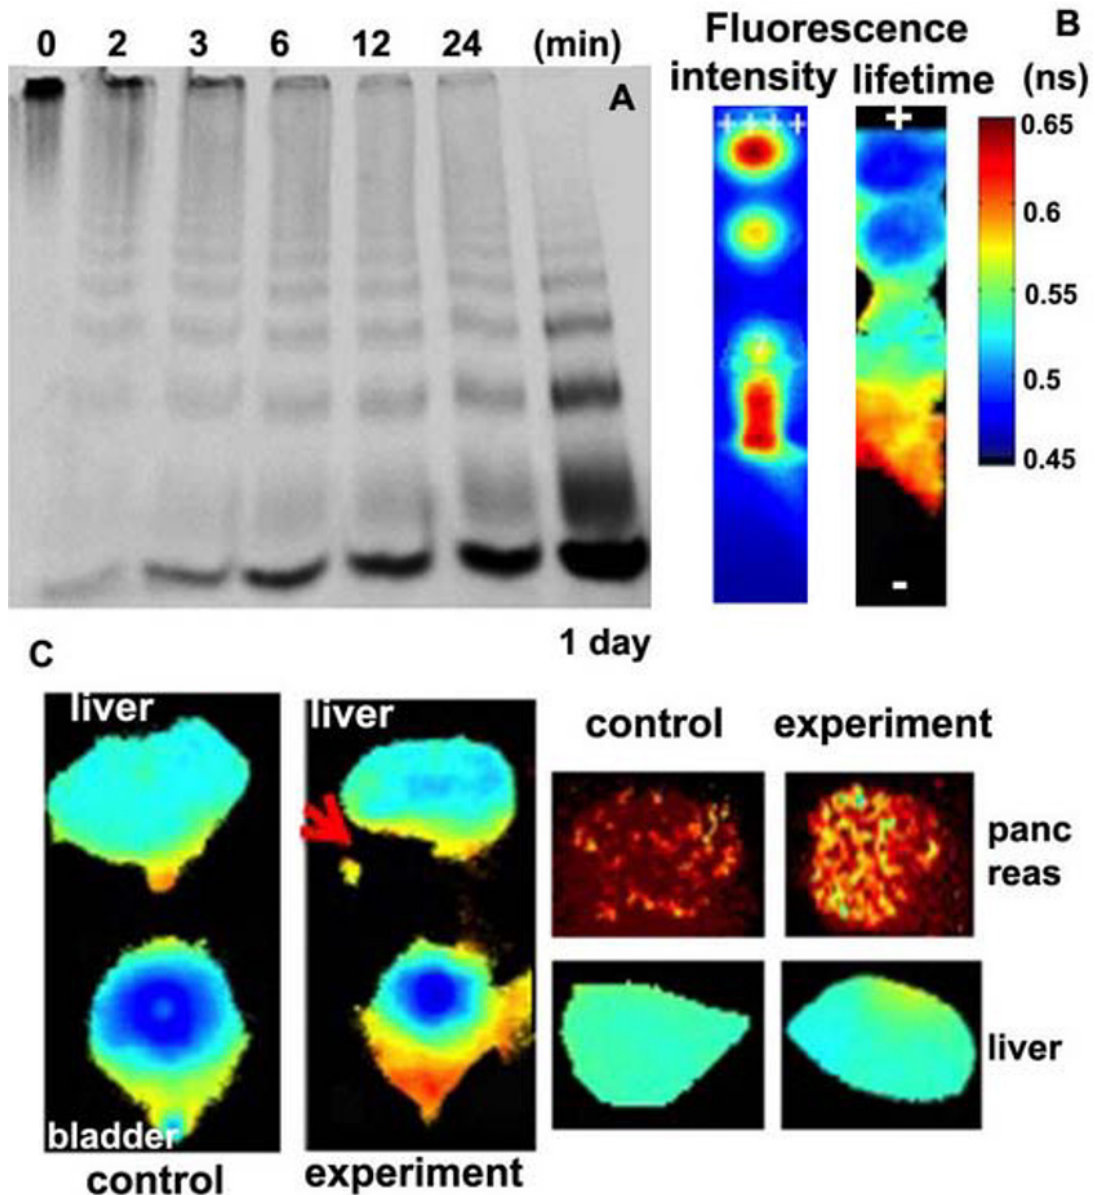 0 2 3 6 12 24 (min)
A
Fluorescence
intensity lifetime
B
(ns)
+ + + +
+
0.65
0.6
0.55
0.5
0.45
-
1 day
C
liver
liver
control experiment
panc
reas
liver
bladder
control
experiment